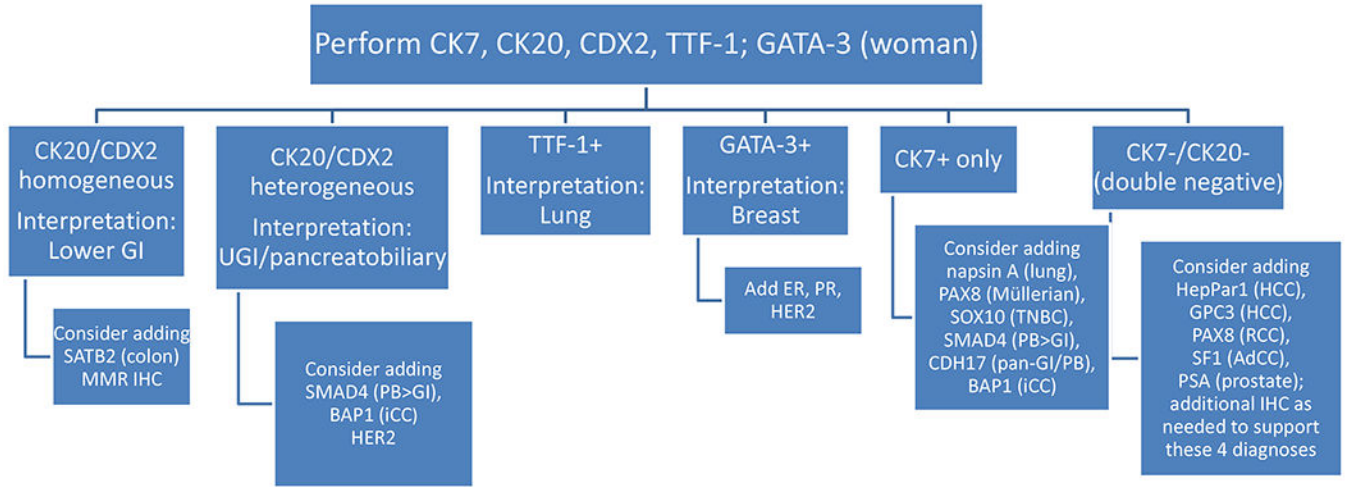 Perform CK7, CK20, CDX2, TTF-1; GATA-3 (woman)
CK20/CDX2
homogeneous
Interpretation:
Lower GI
Consider adding
SATB2 (colon)
MMR IHC
CK20/CDX2
heterogeneous
Interpretation:
UGI/pancreatobiliary
Consider adding
SMAD4 (PB>GI),
BAP1 (iCC)
HER2
TTF-1+
Interpretation:
Lung
GATA-3+
Interpretation:
Breast
Add ER, PR,
HER2
CK7+ only
Consider adding
napsin A (lung),
PAX8 (Müllerian),
SOX10 (TNBC),
SMAD4 (PB>GI),
CDH17 (pan-GI/PB),
BAP1 (iCC)
CK7-/CK20-
(double negative)
Consider adding
HepPar1 (HCC),
GPC3 (HCC),
PAX8 (RCC),
SF1 (AdCC),
PSA (prostate);
additional IHC as
needed to support
these 4 diagnoses